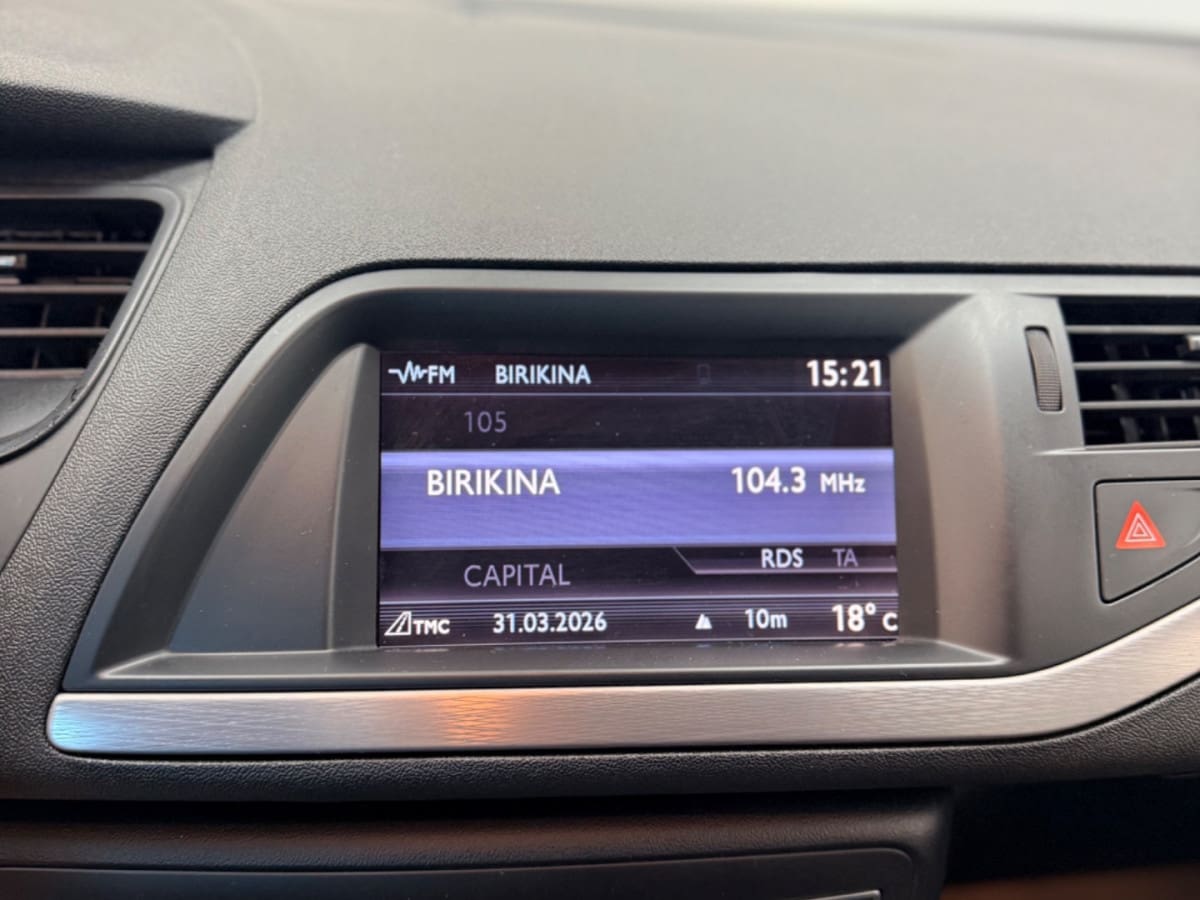 FM BIRIKINA 15:21
105
BIRIKINA 104.3 MHz
RDS TA
CAPITAL
TMC 31.03.2026 10m 18° C